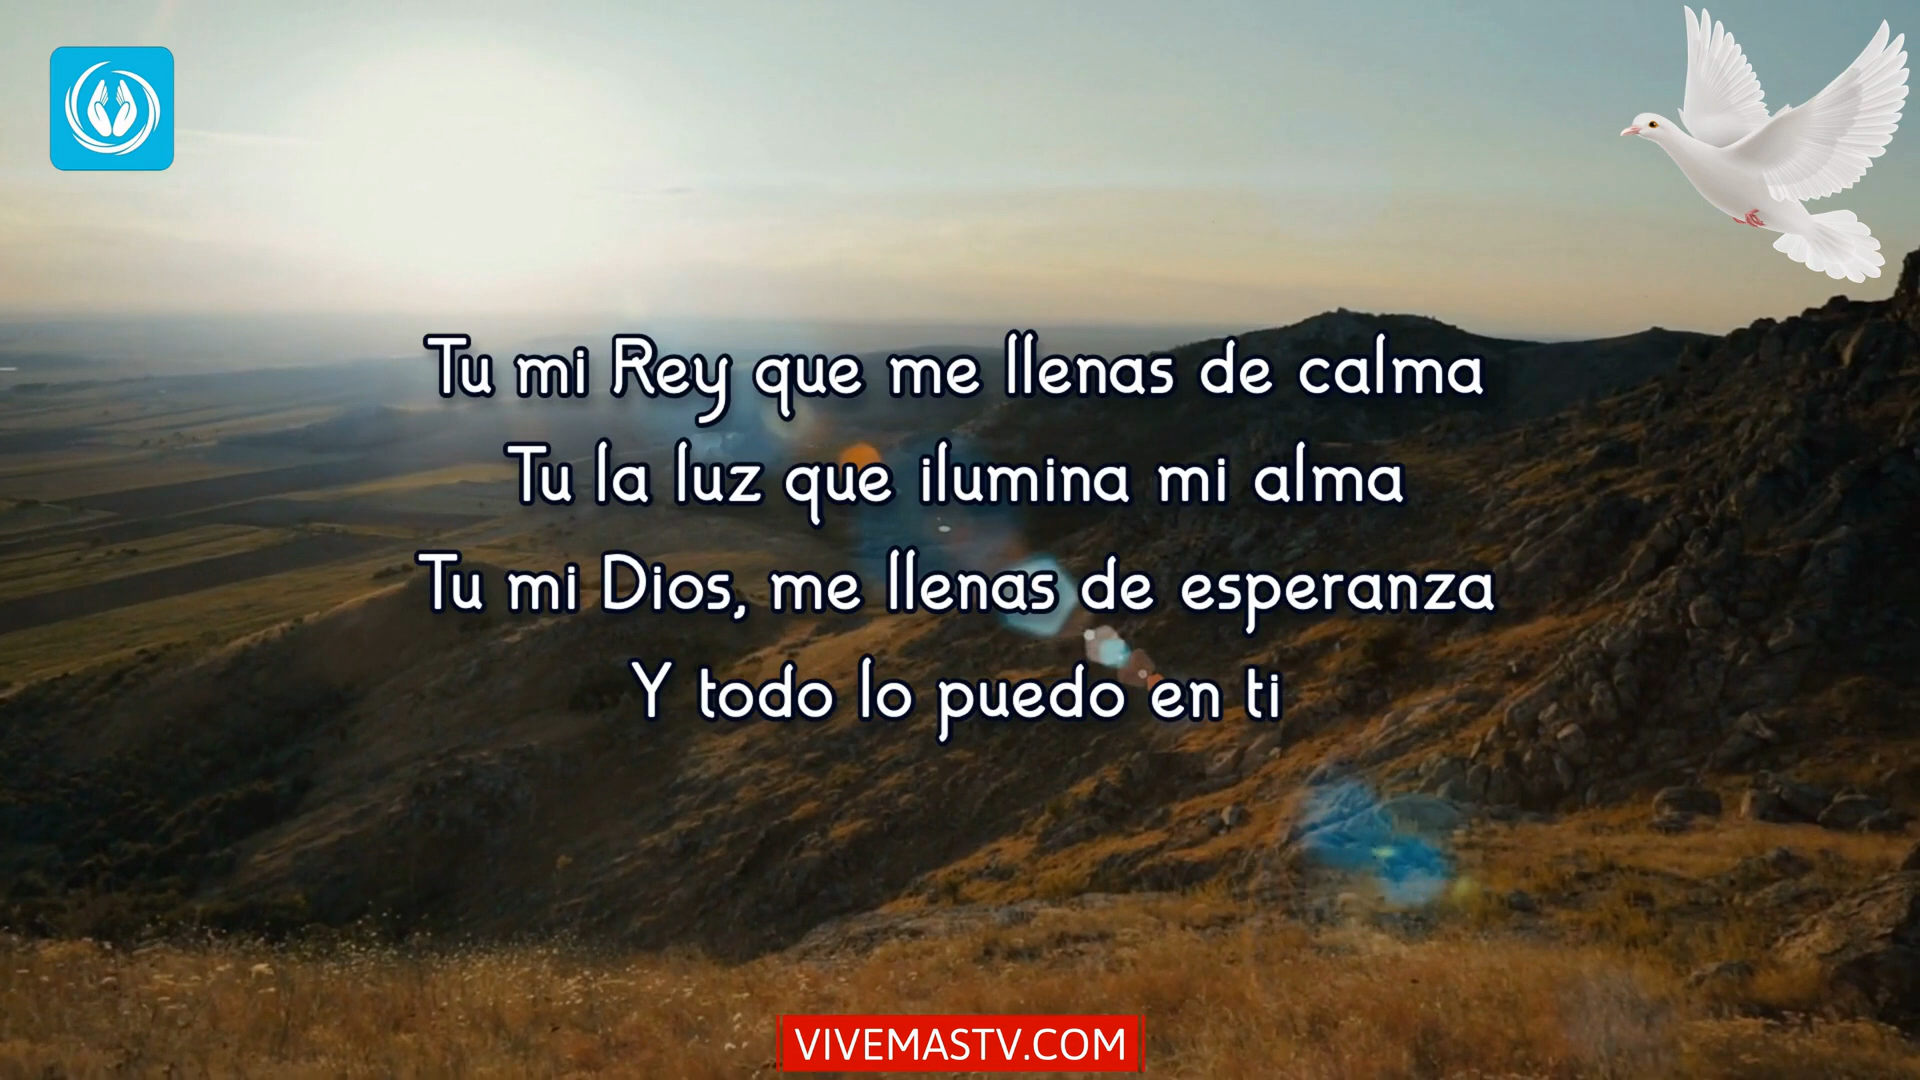 Tu mi Rey que me llenas de calma
Tu la luz que ilumina mi alma
Tu mi Dios, me llenas de esperanza
Y todo lo puedo en ti
VIVEMASTV.COM